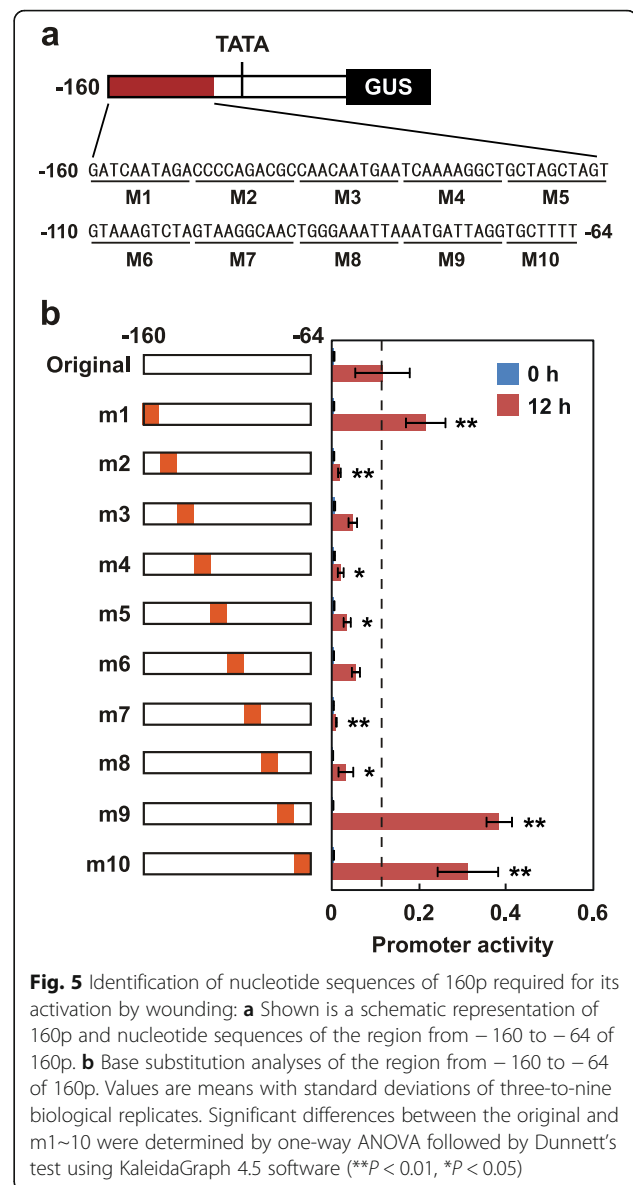 a
TATA
-160
GUS
-160 GATCAATAGACCCCAGACGCCAACAATGAATCAAAAGGCTGCTAGCTAGT
M1 M2 M3 M4 M5
-110 GTAAAGTCTAGTAAGGCAACTGGGAAATTAAATGATTAGGTGCTTTT -64
M6 M7 M8 M9 M10
b
-160 -64
Original
m1
m2
m3
m4
m5
m6
m7
m8
m9
m10
0 h
12 h
**
**
*
*
**
*
**
**
0 0.2 0.4 0.6
Promoter activity
Fig. 5 Identification of nucleotide sequences of 160p required for its
activation by wounding: a Shown is a schematic representation of
160p and nucleotide sequences of the region from − 160 to − 64 of
160p. b Base substitution analyses of the region from − 160 to − 64
of 160p. Values are means with standard deviations of three-to-nine
biological replicates. Significant differences between the original and
m1~10 were determined by one-way ANOVA followed by Dunnett's
test using KaleidaGraph 4.5 software (**P < 0.01, *P < 0.05)